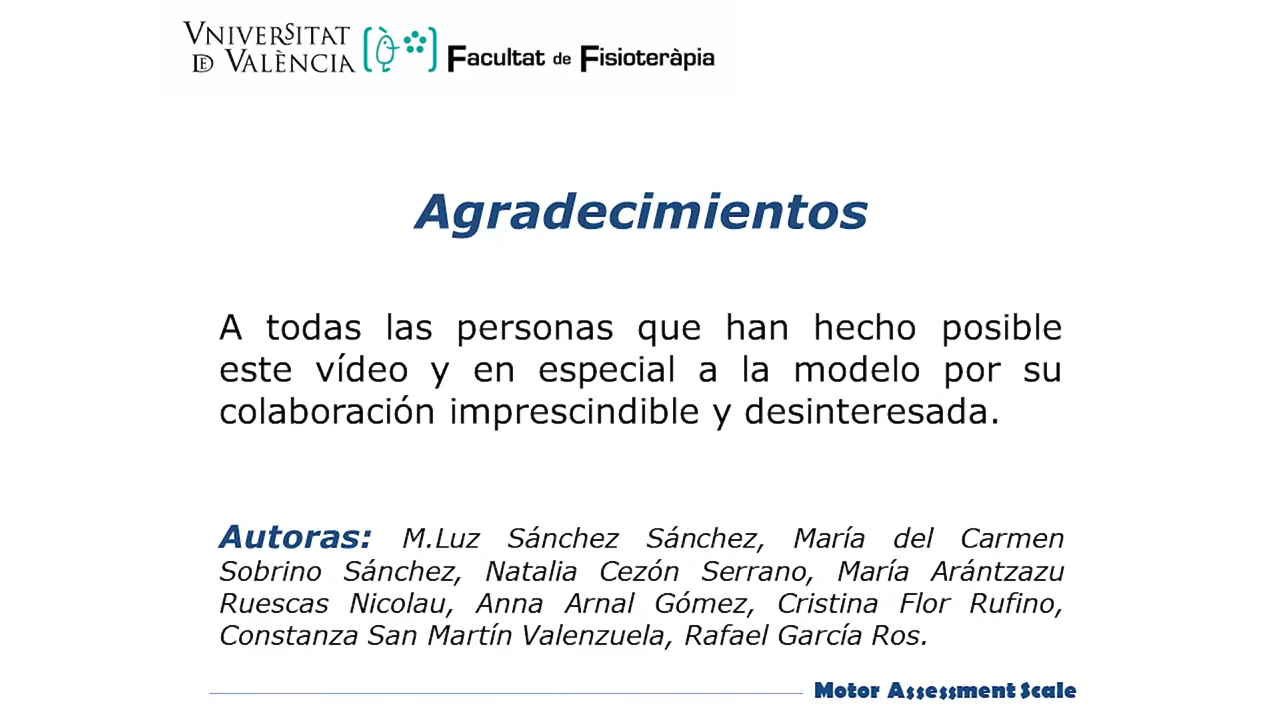 VNIVERSITAT
DE VALÈNCIA
Facultat de Fisioteràpia
Agradecimientos
A todas las personas que han hecho posible
este vídeo y en especial a la modelo por su
colaboración imprescindible y desinteresada.
Autoras: M.Luz Sánchez Sánchez, María del Carmen
Sobrino Sánchez, Natalia Cezón Serrano, María Arántzazu
Ruescas Nicolau, Anna Arnal Gómez, Cristina Flor Rufino,
Constanza San Martín Valenzuela, Rafael García Ros.
Motor Assessment Scale